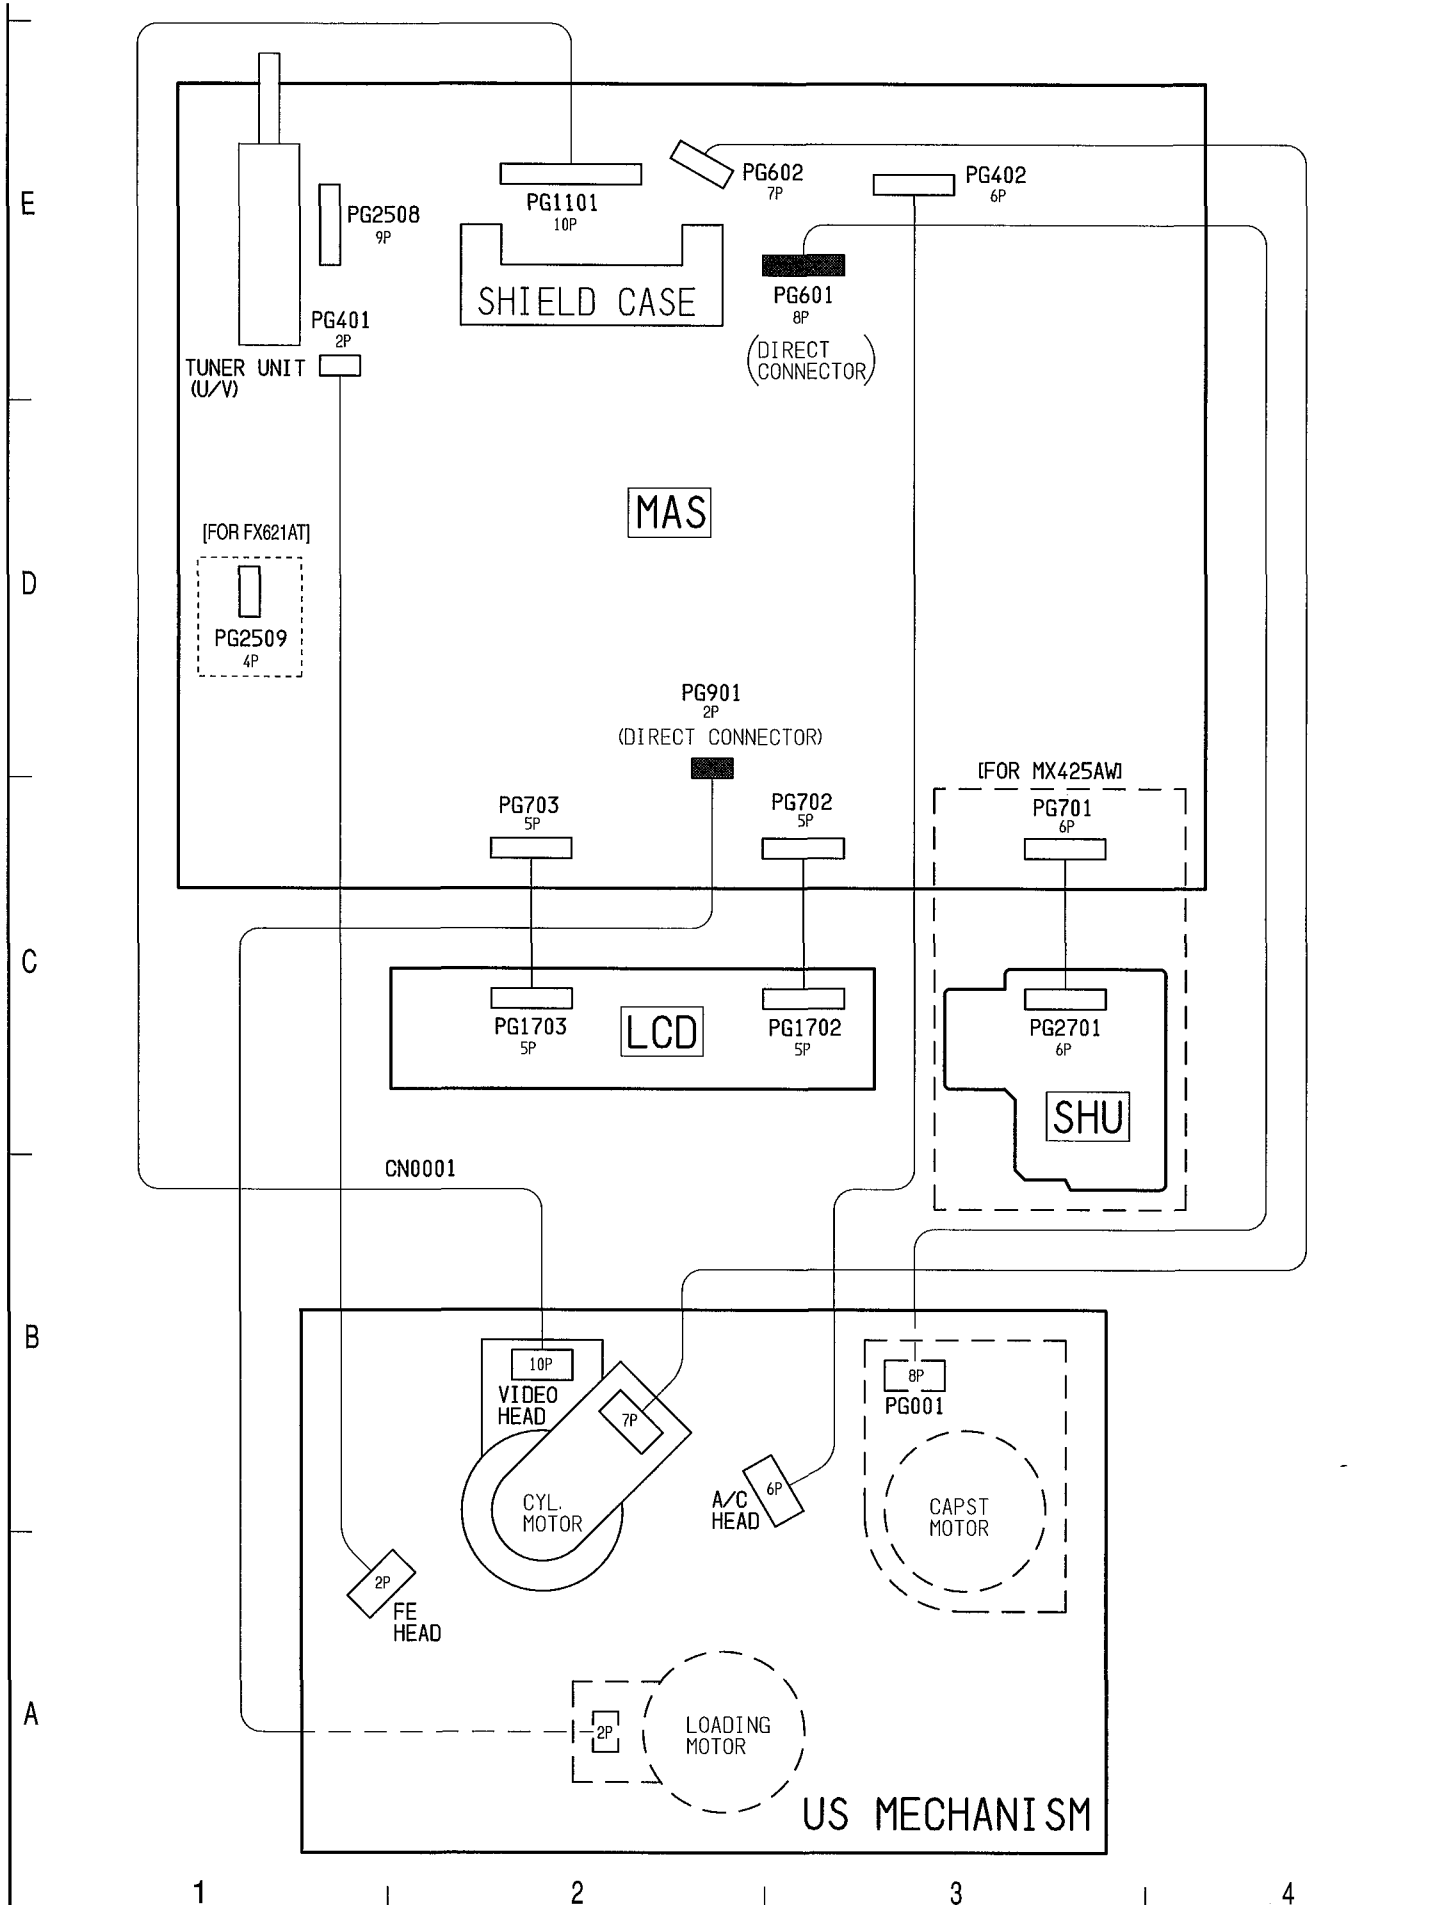 E
PG602
7P
PG402
6P
PG1101
10P
PG2508
9P
SHIELD CASE
PG601
8P
(DIRECT
CONNECTOR)
PG401
2P
TUNER UNIT
(U/V)
MAS
[FOR FX621AT]
D
PG2509
4P
PG901
2P
(DIRECT CONNECTOR)
[FOR MX425AW]
PG703
5P
PG702
5P
PG701
6P
C
PG1703
5P
LCD
PG1702
5P
PG2701
6P
SHU
CN0001
B
10P
VIDEO
HEAD
7P
8P
PG001
6P
A/C
HEAD
CYL.
MOTOR
CAPST
MOTOR
2P
FE
HEAD
A
2P
LOADING
MOTOR
US MECHANISM
1 2 3 4